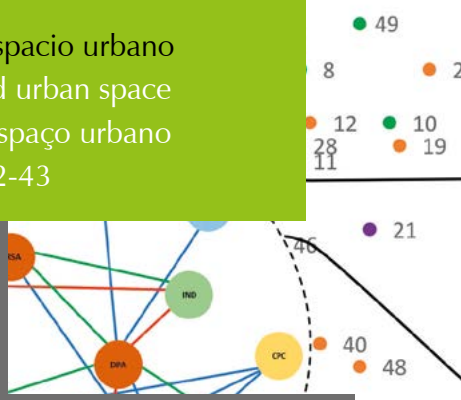 spacio urbano
d urban space
spaço urbano
2-43
49
8
2
12
10
28
19
11
46
21
RSA
IND
DPA
CPC
40
48